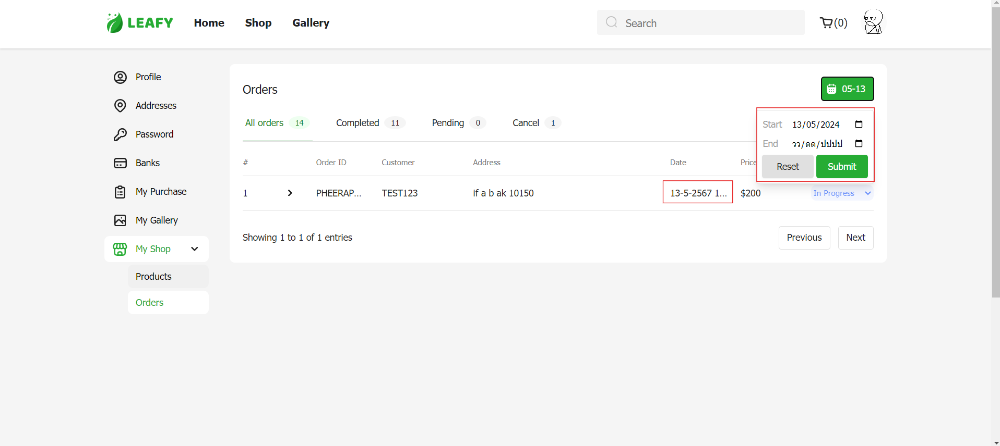 LEAFY Home Shop Gallery Search (0)
Profile
Addresses
Password
Banks
My Purchase
My Gallery
My Shop
Products
Orders
Orders 05-13
All orders 14 Completed 11 Pending 0 Cancel 1
Start 13/05/2024
End วว/ดด/ปปปป
Reset Submit
# Order ID Customer Address Date Price
1 PHEERAP... TEST123 if a b ak 10150 13-5-2567 1... $200 In Progress
Showing 1 to 1 of 1 entries Previous Next